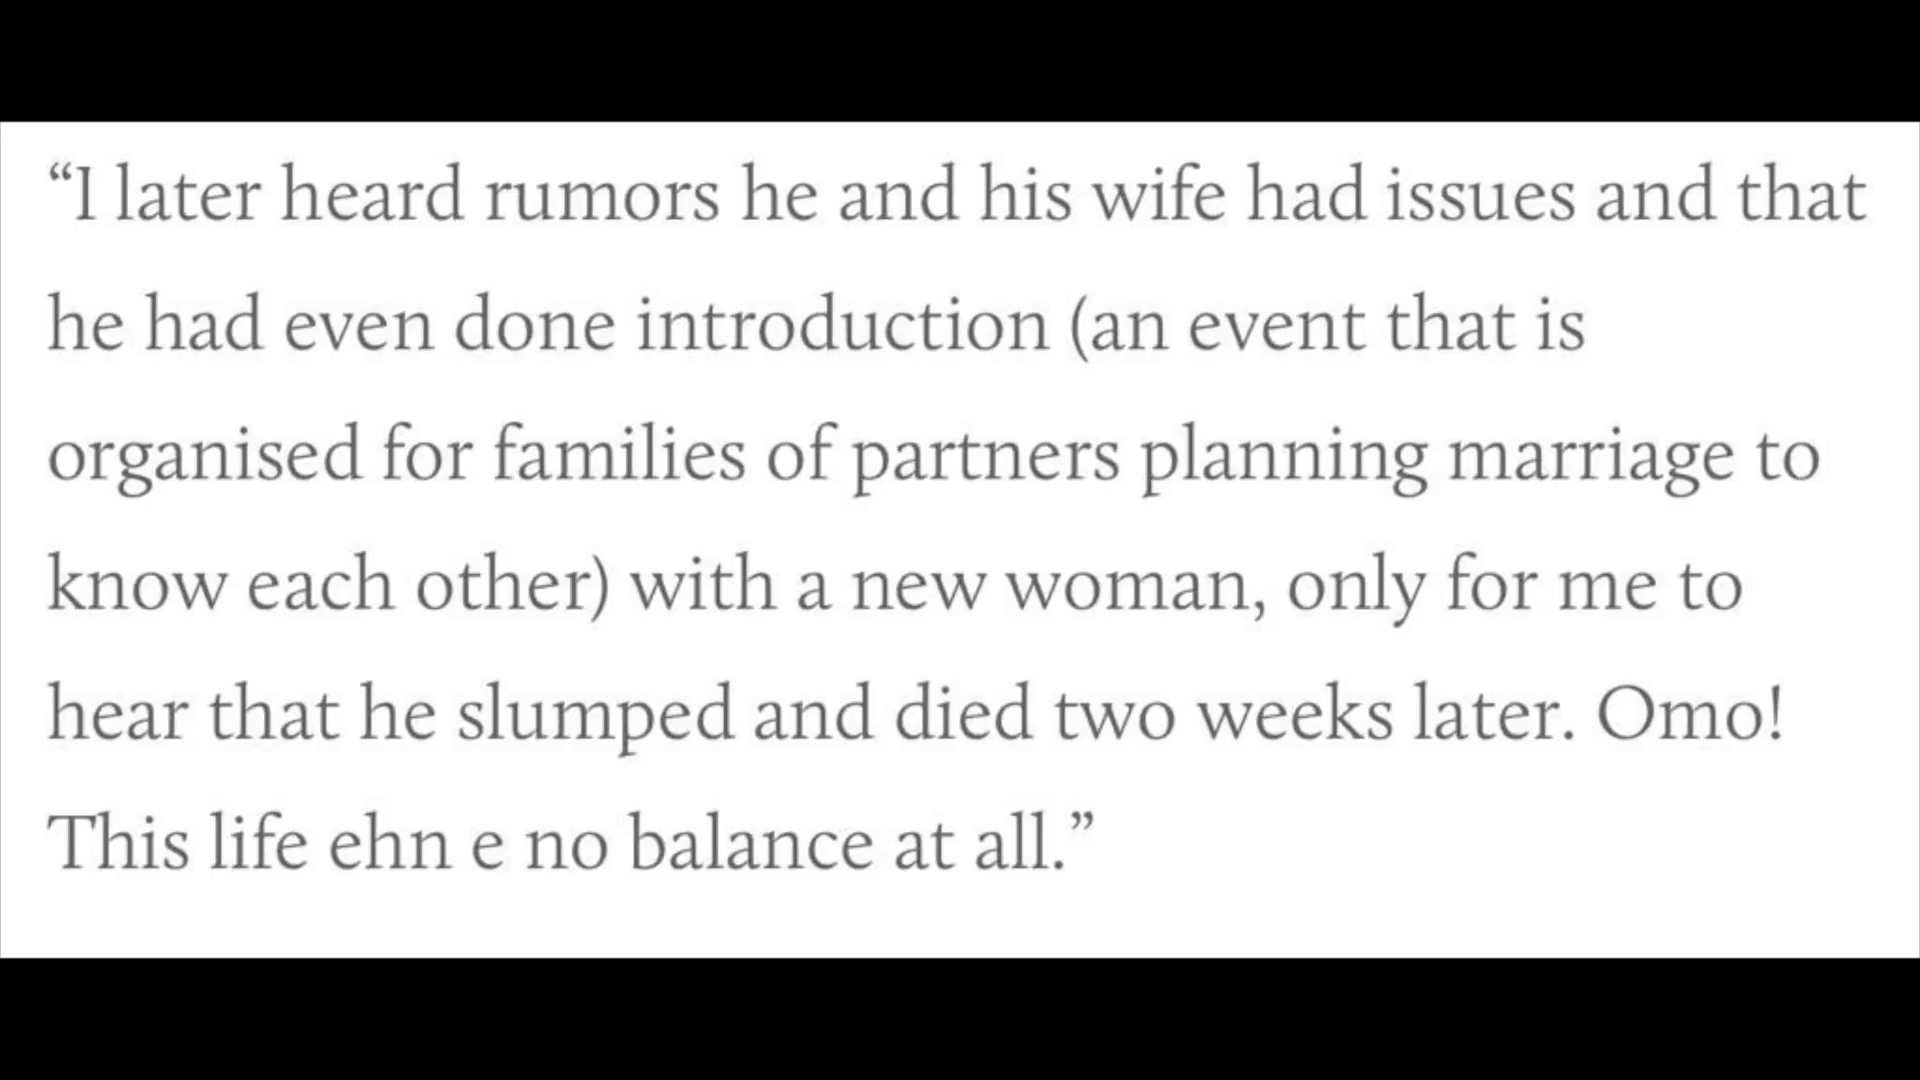 “I later heard rumors he and his wife had issues and that
he had even done introduction (an event that is
organised for families of partners planning marriage to
know each other) with a new woman, only for me to
hear that he slumped and died two weeks later. Omo!
This life ehn e no balance at all.”